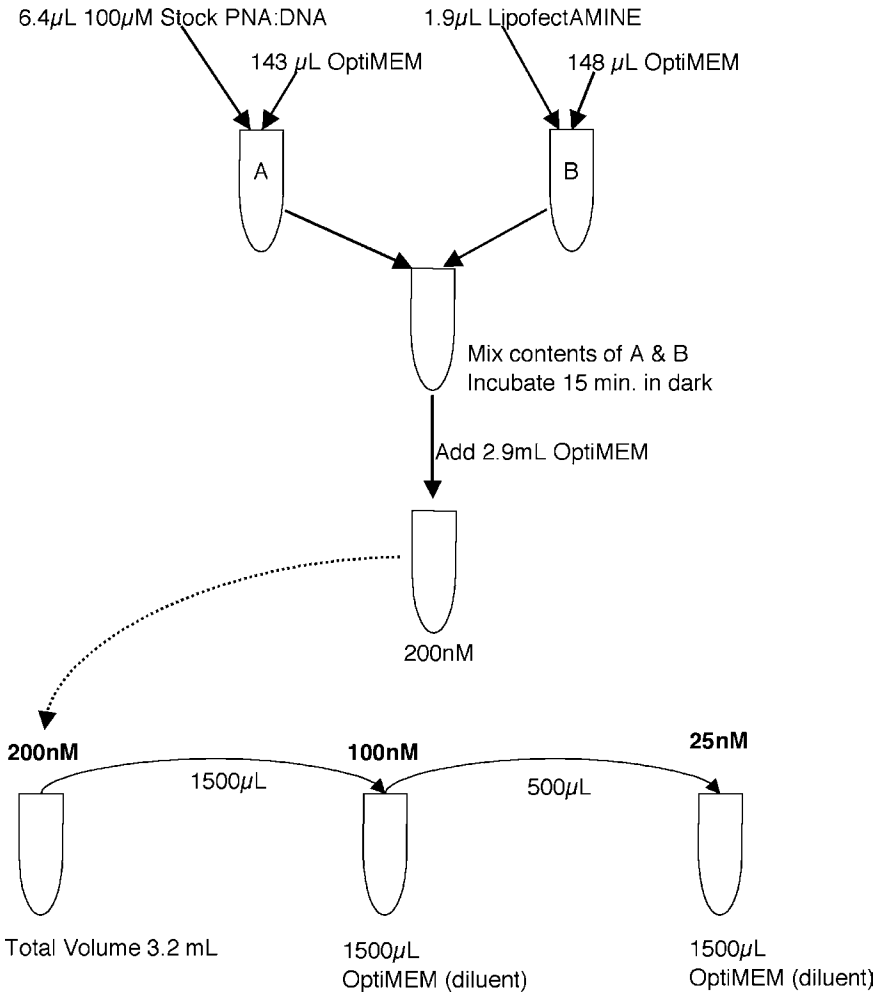 6.4µL 100µM Stock PNA:DNA
1.9µL LipofectAMINE
143 µL OptiMEM
148 µL OptiMEM
A
B
Mix contents of A & B
Incubate 15 min. in dark
Add 2.9mL OptiMEM
200nM
200nM
100nM
25nM
1500µL
500µL
Total Volume 3.2 mL
1500µL
OptiMEM (diluent)
1500µL
OptiMEM (diluent)